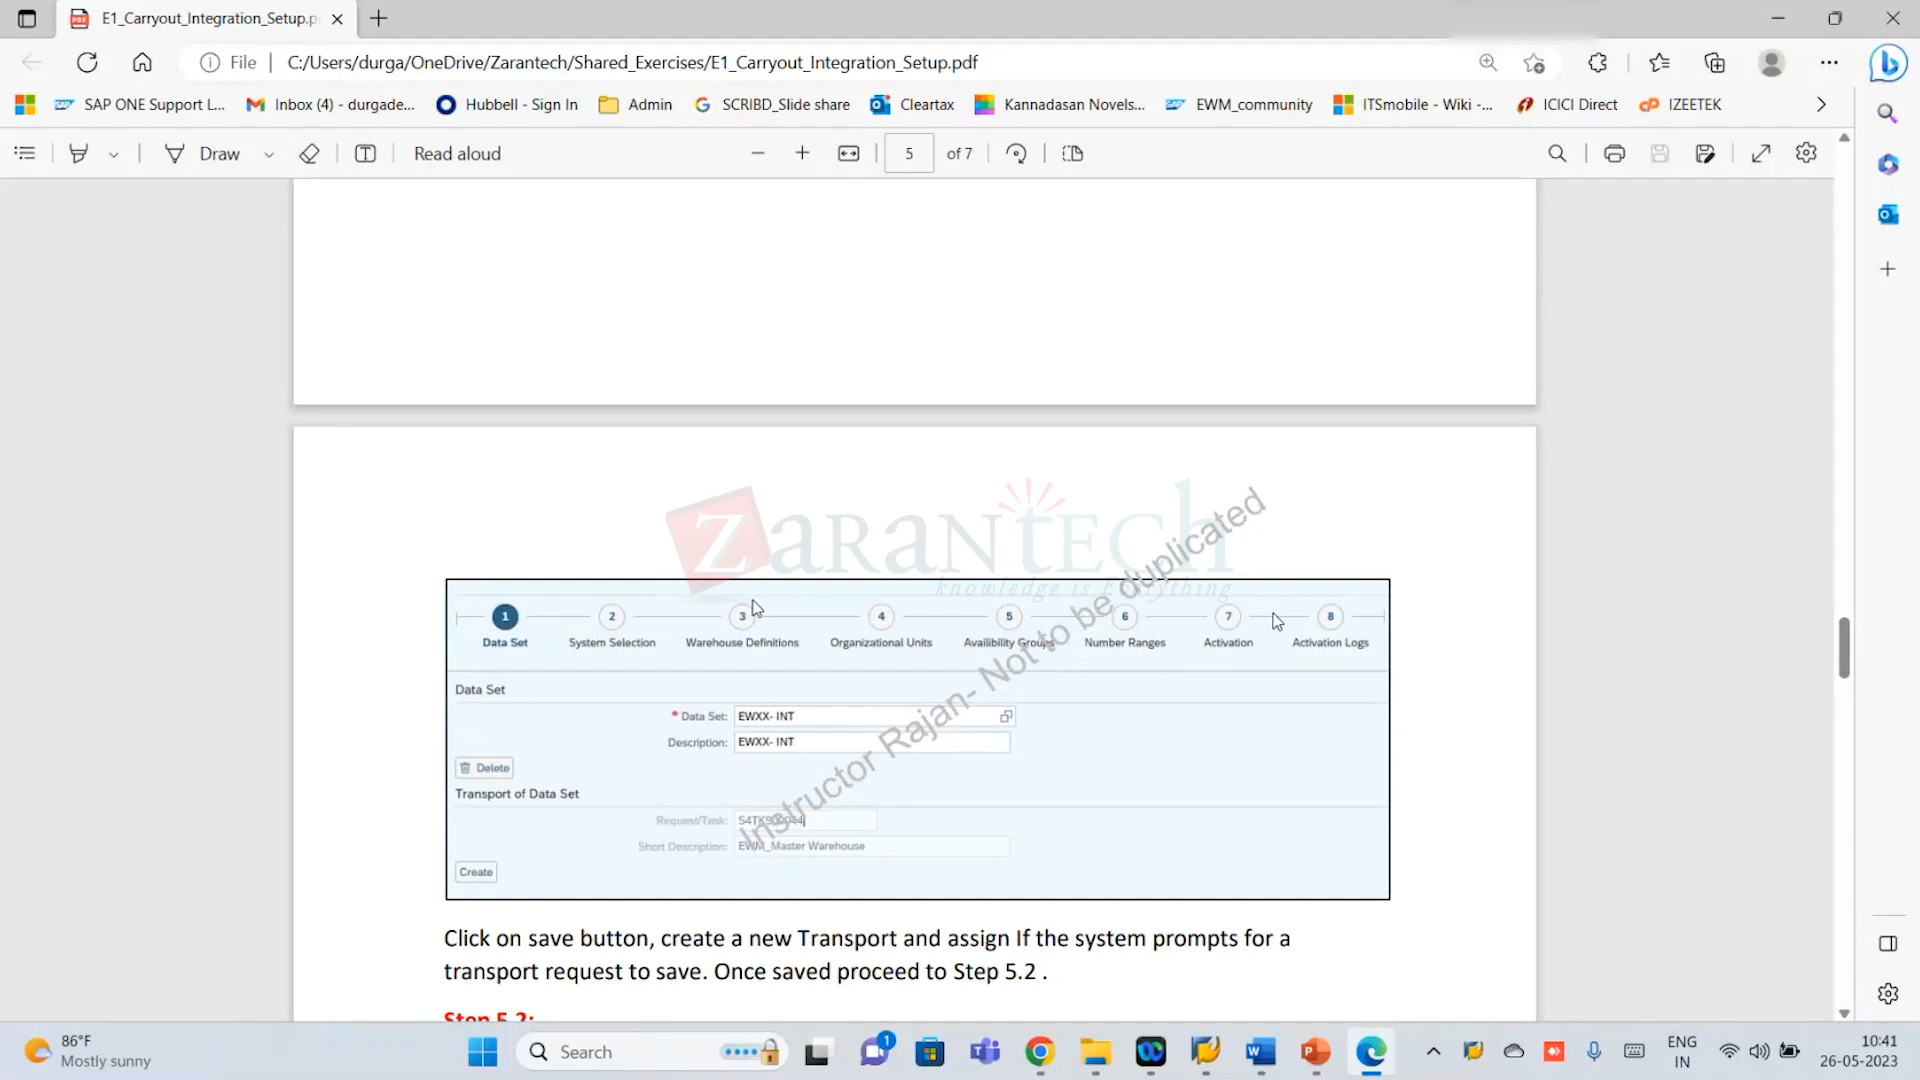 E1_Carryout_Integration_Setup.p
File
C:/Users/durga/OneDrive/Zarantech/Shared_Exercises/E1_Carryout_Integration_Setup.pdf
SAP ONE Support L... Inbox (4) - durgade... Hubbell - Sign In Admin SCRIBD_Slide share Cleartax Kannadasan Novels... EWM_community ITSmobile - Wiki -... ICICI Direct IZEETEK
Draw Read aloud 5 of 7
ZaranTech
knowledge is Everything
Instructor Rajan- Not to be duplicated
1 2 3 4 5 6 7 8
Data Set System Selection Warehouse Definitions Organizational Units Availibility Groups Number Ranges Activation Activation Logs
Data Set
* Data Set: EWXX- INT
Description: EWXX- INT
Delete
Transport of Data Set
Request/Task:
Short Description: EWM_Master Warehouse
Create
Click on save button, create a new Transport and assign If the system prompts for a
transport request to save. Once saved proceed to Step 5.2 .
Step 5.2:
86°F
Mostly sunny
Search
1
ENG
IN
10:41
26-05-2023